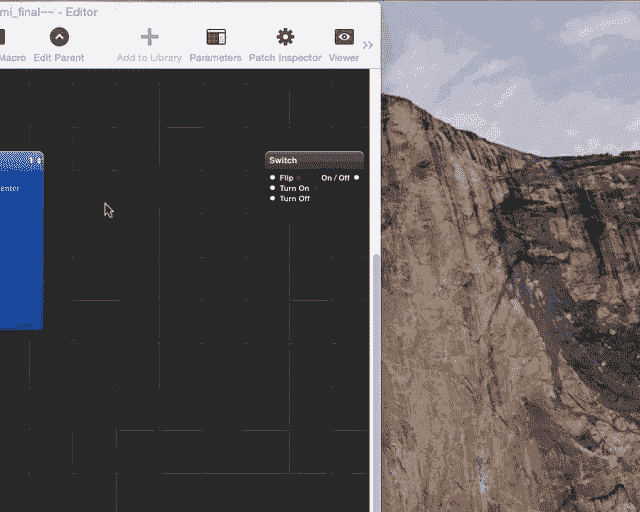 mi_final~~ - Editor
Macro Edit Parent Add to Library Parameters Patch Inspector Viewer
enter
Switch
Flip On / Off
Turn On
Turn Off